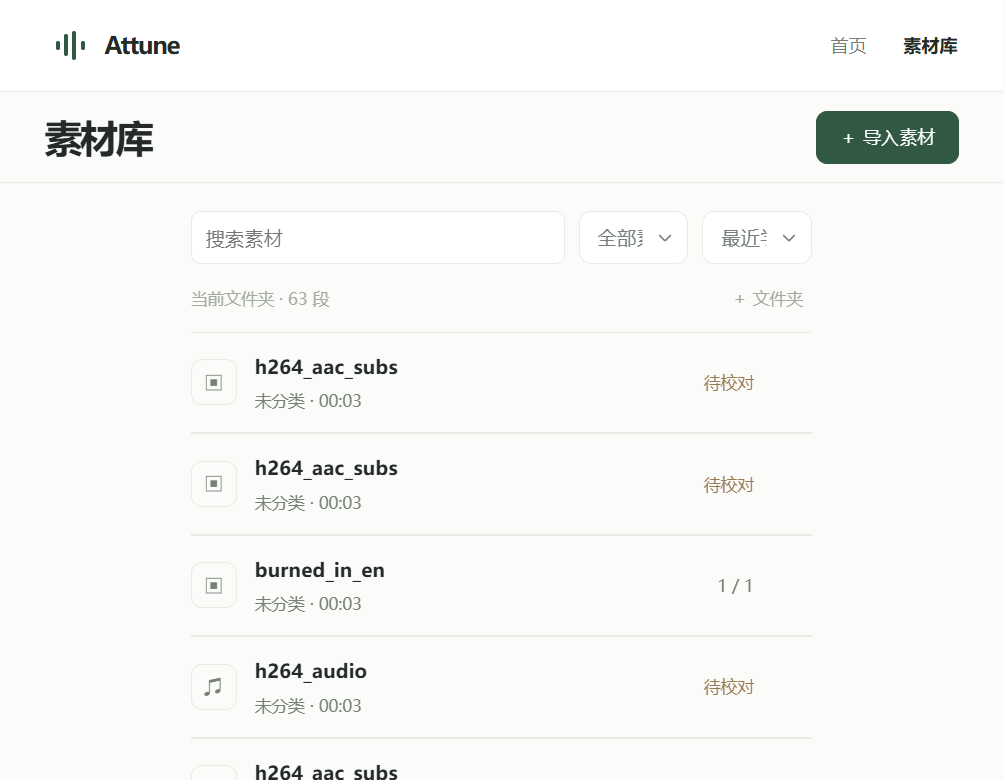 Attune
首页
素材库
素材库
+ 导入素材
搜索素材
全部
最近
当前文件夹 · 63 段
+ 文件夹
h264_aac_subs
未分类 · 00:03
待校对
h264_aac_subs
未分类 · 00:03
待校对
burned_in_en
未分类 · 00:03
1 / 1
h264_audio
未分类 · 00:03
待校对
h264_aac_subs